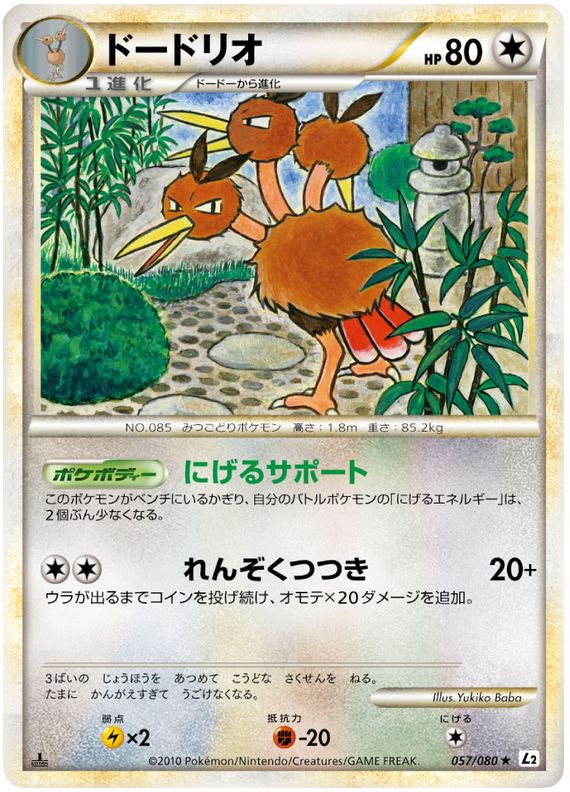 ドードリオ
HP80
1進化
ドードーから進化
NO.085 みつごどりポケモン 高さ：1.8m 重さ：85.2kg
ポケボディー にげるサポート
このポケモンがベンチにいるかぎり、自分のバトルポケモンの「にげるエネルギー」は、
2個ぶん少なくなる。
れんぞくつつき 20+
ウラが出るまでコインを投げ続け、オモテ×20ダメージを追加。
3ばいの じょうほうを あつめて こうどな さくせんを ねる。
たまに かんがえすぎて うごけなくなる。
Illus.Yukiko Baba
弱点 抵抗力 にげる
×2 -20
©2010 Pokémon/Nintendo/Creatures/GAME FREAK.
057/080 ★ L2